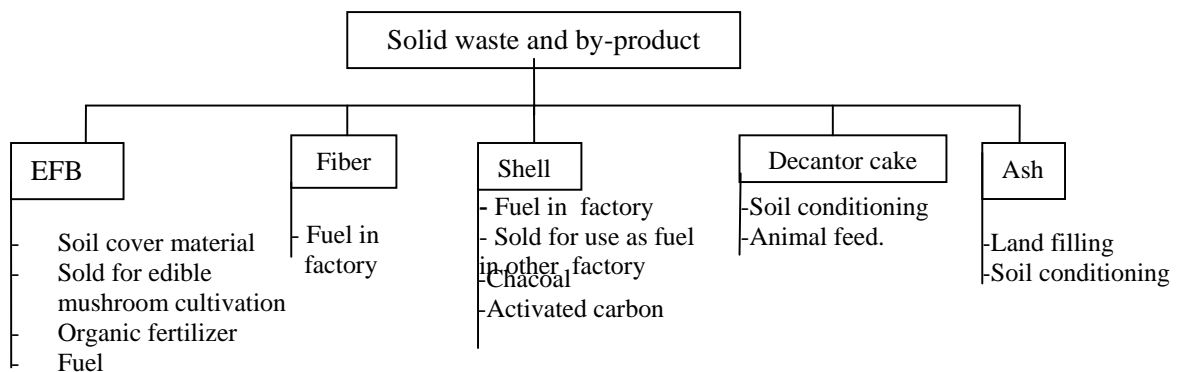 Solid waste and by-product
EFB
- Soil cover material
- Sold for edible
mushroom cultivation
- Organic fertilizer
- Fuel
Fiber
- Fuel in
factory
Shell
- Fuel in factory
- Sold for use as fuel
in other factory
-Chacoal
-Activated carbon
Decantor cake
-Soil conditioning
-Animal feed.
Ash
-Land filling
-Soil conditioning